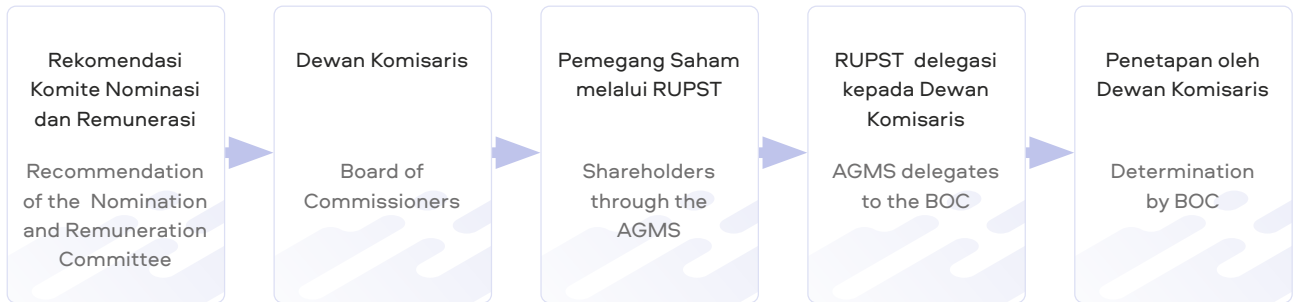 Rekomendasi
Komite Nominasi
dan Remunerasi
Recommendation
of the Nomination
and Remuneration
Committee
Dewan Komisaris
Board of
Commissioners
Pemegang Saham
melalui RUPST
Shareholders
through the
AGMS
RUPST delegasi
kepada Dewan
Komisaris
AGMS delegates
to the BOC
Penetapan oleh
Dewan Komisaris
Determination
by BOC